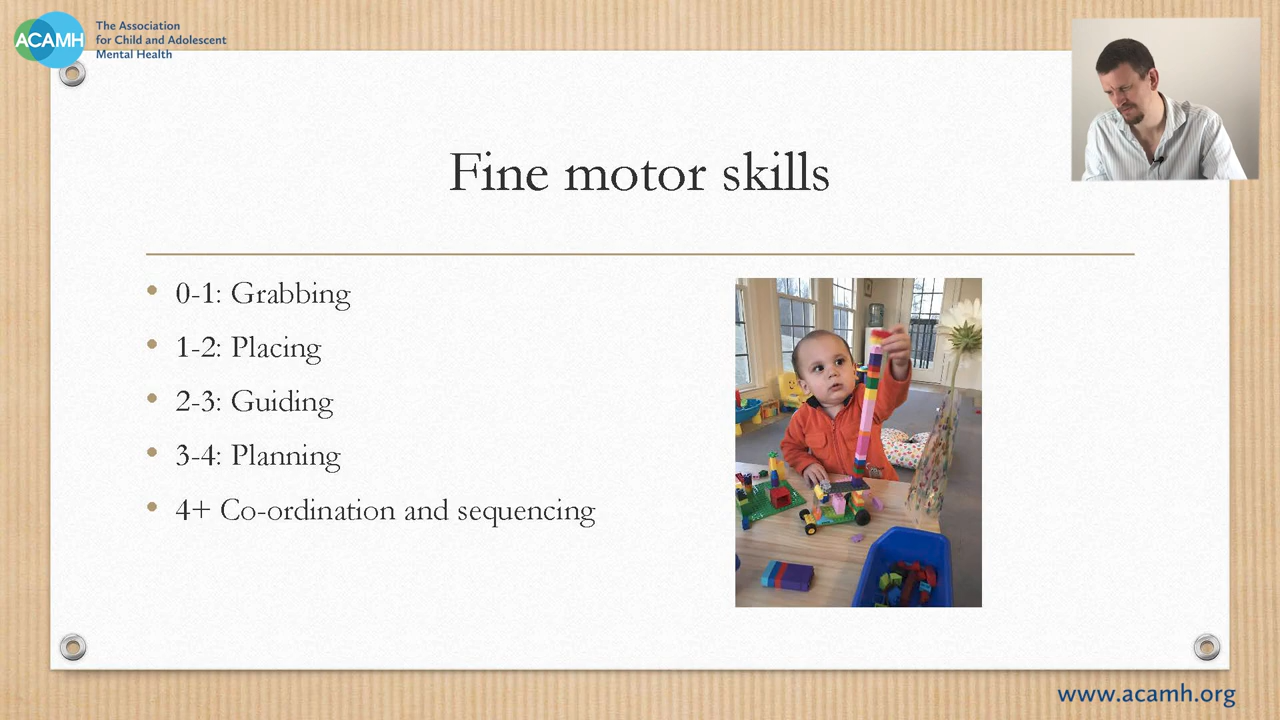 ACAMH
The Association
for Child and Adolescent
Mental Health
Fine motor skills
0-1: Grabbing
1-2: Placing
2-3: Guiding
3-4: Planning
4+ Co-ordination and sequencing
www.acamh.org